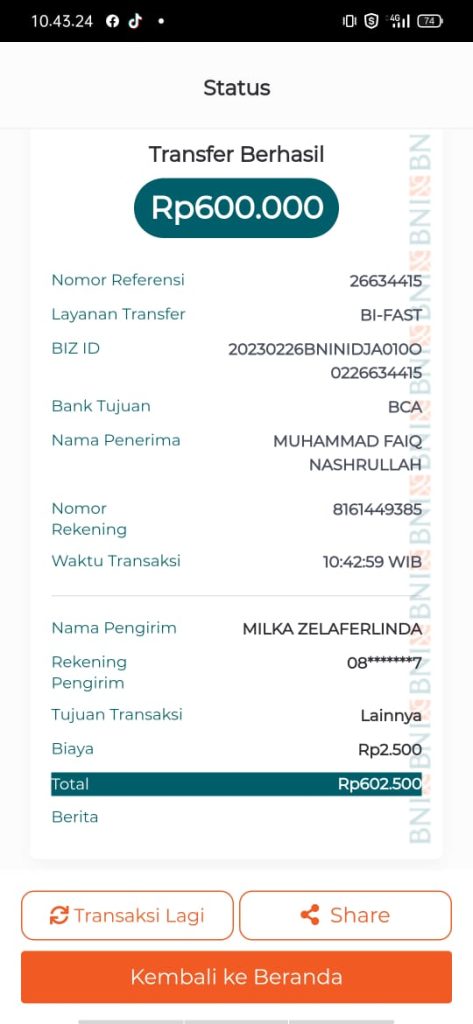 10.43.24
4G
74
Status
Transfer Berhasil
Rp600.000
Nomor Referensi 26634415
Layanan Transfer BI-FAST
BIZ ID 20230226BNINIDJA010O
0226634415
Bank Tujuan BCA
Nama Penerima MUHAMMAD FAIQ
NASHRULLAH
Nomor 8161449385
Rekening
Waktu Transaksi 10:42:59 WIB
Nama Pengirim MILKA ZELAFERLINDA
Rekening 08*******7
Pengirim
Tujuan Transaksi Lainnya
Biaya Rp2.500
Total Rp602.500
Berita
BNI BNI BNI BNI BNI BNI BNI BNI BNI
Transaksi Lagi
Share
Kembali ke Beranda